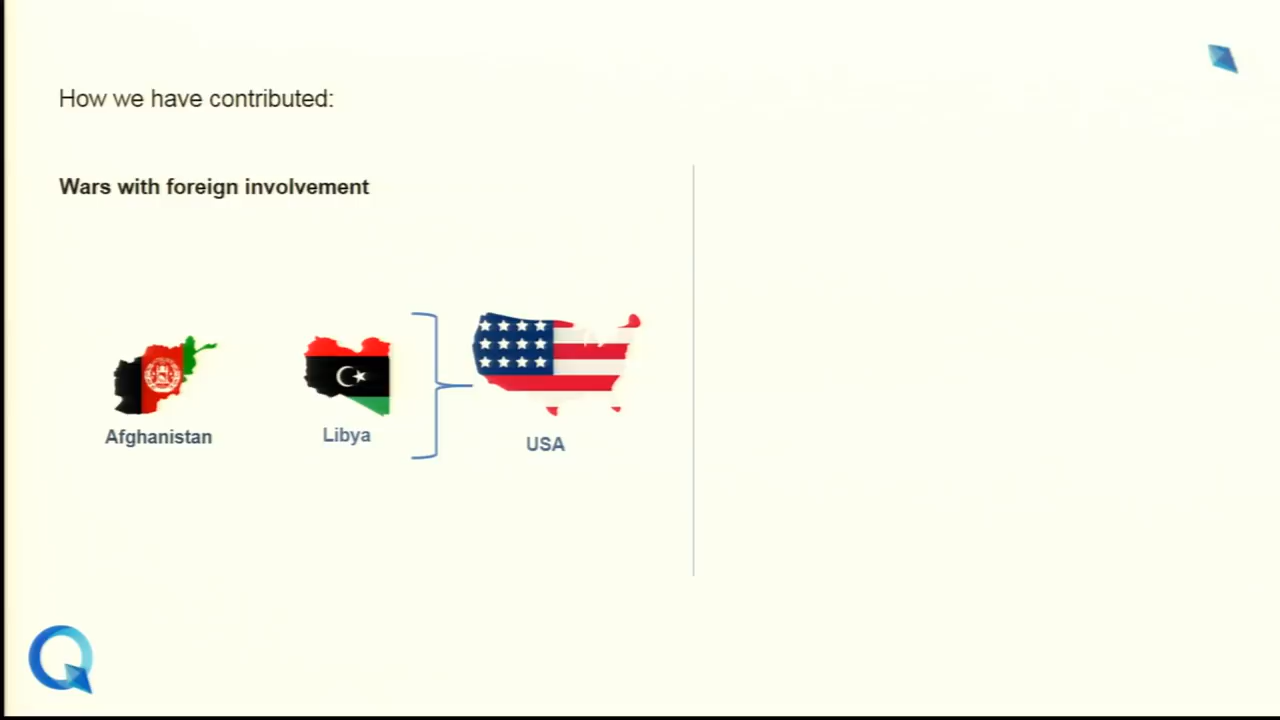 How we have contributed:
Wars with foreign involvement
Afghanistan
Libya
USA